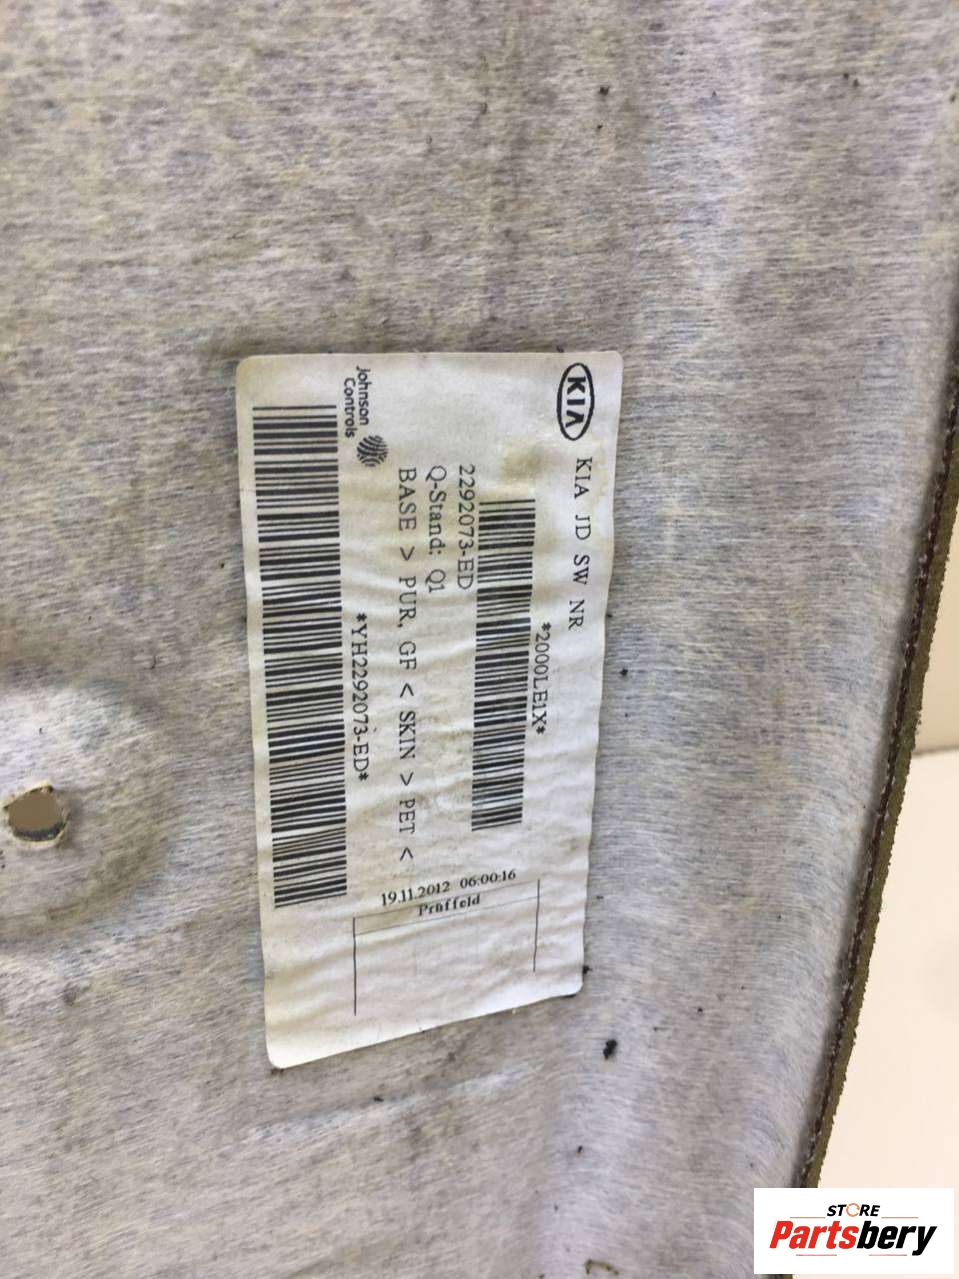 KIA
KIA JD SW NR
*2000LE1X*
2292073-ED
Q-Stand: Q1
BASE > PUR, GF < SKIN > PET <
Johnson
Controls
*YH2292073-ED*
19.11.2012 06:00:16
Prüffeld
STORE
Partsbery